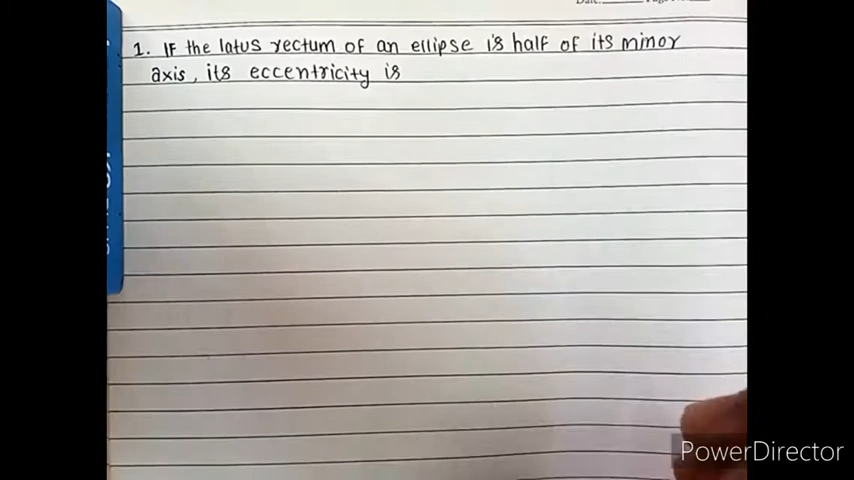 1. IF the latus rectum of an ellipse is half of its minor
axis, its eccentricity is
PowerDirector